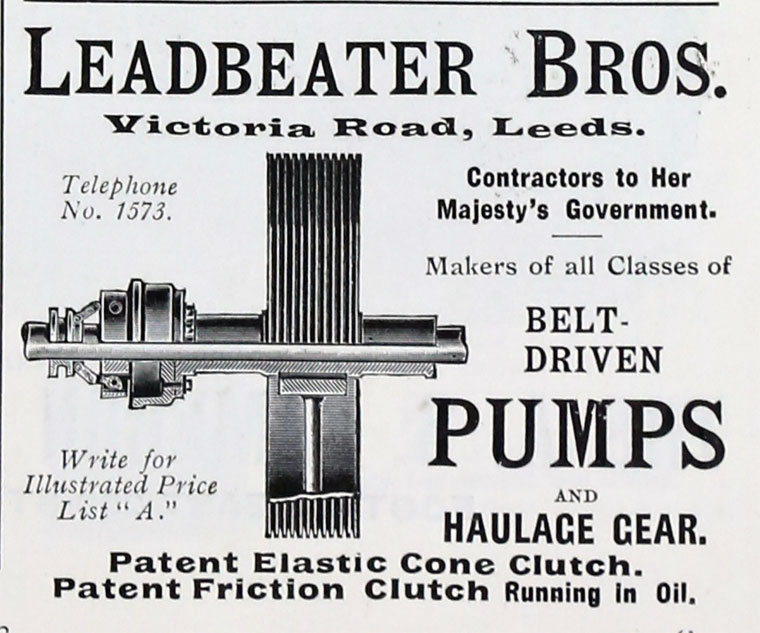 LEADBEATER BROS.
Victoria Road, Leeds.
Telephone
No. 1573.
Contractors to Her
Majesty's Government.
Makers of all Classes of
BELT-
DRIVEN
PUMPS
AND
HAULAGE GEAR.
Write for
Illustrated Price
List "A."
Patent Elastic Cone Clutch.
Patent Friction Clutch Running in Oil.